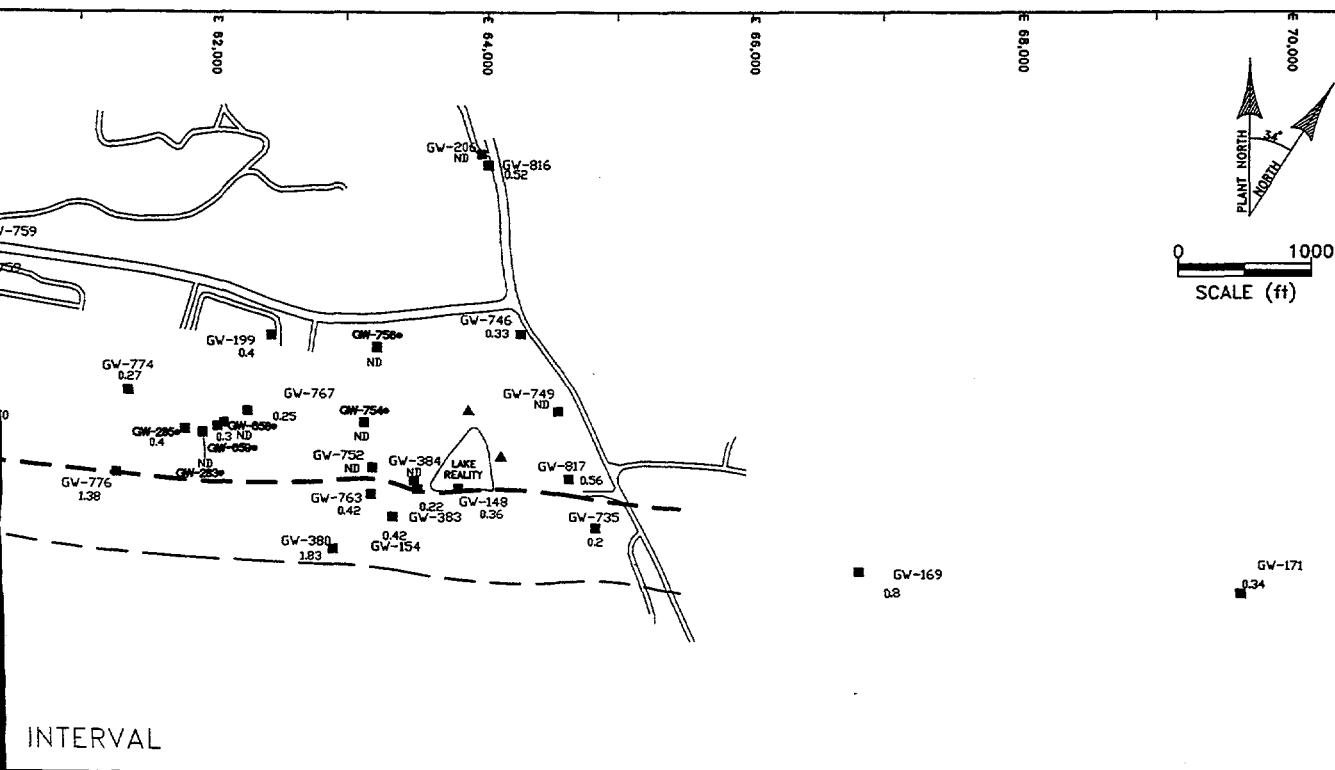 E 62,000
E 64,000
E 66,000
E 68,000
E 70,000
34°
PLANT NORTH
NORTH
0 1000
SCALE (ft)
GW-206
ND
GW-816
0.52
V-759
GW-746
0.33
GW-199
0.4
GW-756●
ND
GW-774
0.27
GW-767
0.25
GW-749
ND
GW-754●
ND
GW-285●
0.4
0.3
GW-658●
ND
GW-659●
ND
GW-283●
GW-752
ND
GW-384
ND
LAKE
REALITY
GW-817
0.56
GW-776
1.38
GW-763
0.42
0.22
GW-383
GW-148
0.36
GW-735
0.2
0.42
GW-154
GW-380
1.83
GW-169
0.8
GW-171
0.34
INTERVAL